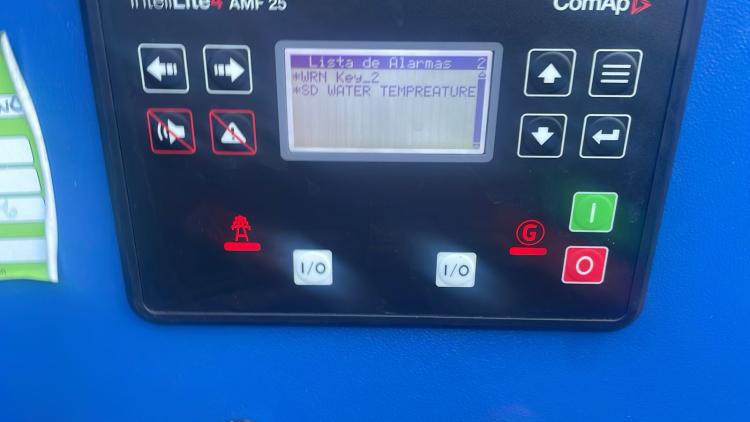 InteliLite4 AMF 25
ComAp
Lista de Alarmas 2
*WRN Key_2
*SD WATER TEMPREATURE
G
I
I/O
I/O
O